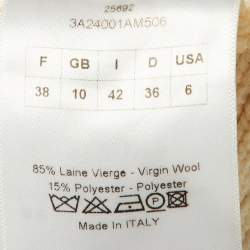 25692
3A24001AM506
F GB I D USA
38 10 42 36 6
85% Laine Vierge - Virgin Wool
15% Polyester - Polyester
MADE IN ITALY